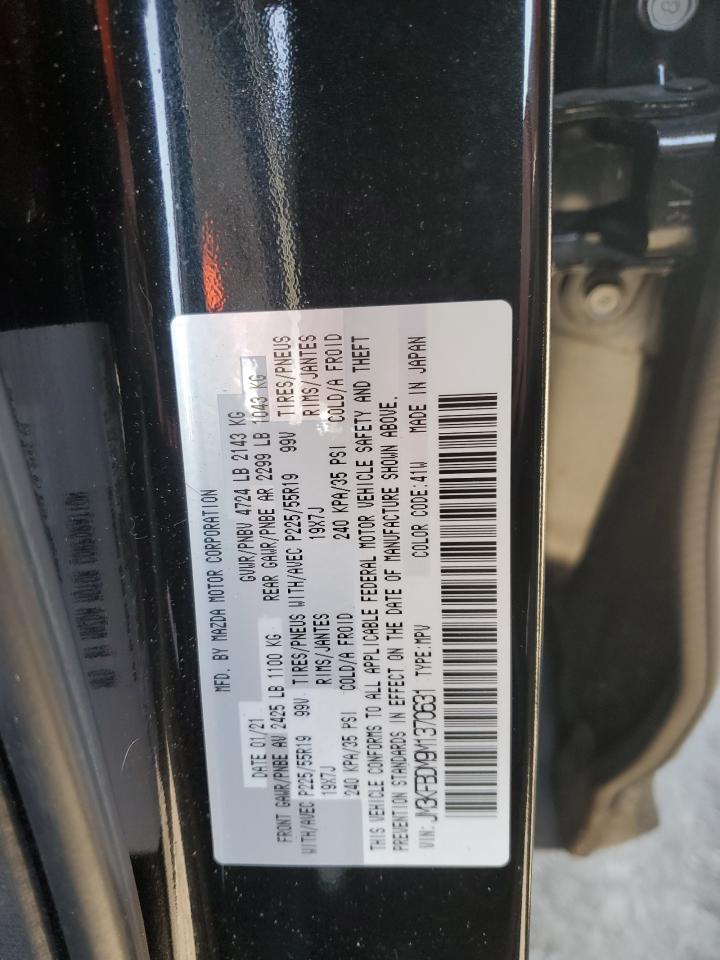 MFD. BY MAZDA MOTOR CORPORATION
DATE 01/21 GVWR/PNBV 4724 LB 2143 KG
FRONT GAWR/PNBE AV 2425 LB 1100 KG REAR GAWR/PNBE AR 2299 LB 1043 KG
WITH/AVEC P225/55R19 99V TIRES/PNEUS WITH/AVEC P225/55R19 99V TIRES/PNEUS
19X7J RIMS/JANTES 19X7J RIMS/JANTES
240 KPA/35 PSI COLD/A FROID 240 KPA/35 PSI COLD/A FROID
THIS VEHICLE CONFORMS TO ALL APPLICABLE FEDERAL MOTOR VEHICLE SAFETY AND THEFT
PREVENTION STANDARDS IN EFFECT ON THE DATE OF MANUFACTURE SHOWN ABOVE.
VIN: JM3KFBDM9M1370631 TYPE:MPV COLOR CODE:41W MADE IN JAPAN